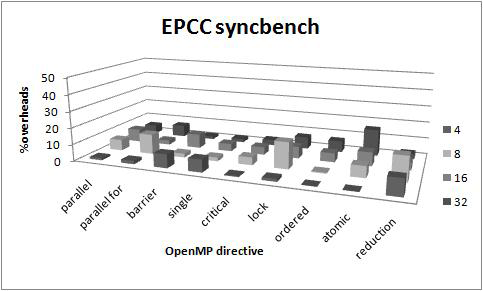 EPCC syncbench
50
40
30
20
10
0
%overheads
parallel
parallel for
barrier
single
critical
lock
ordered
atomic
reduction
OpenMP directive
4
8
16
32